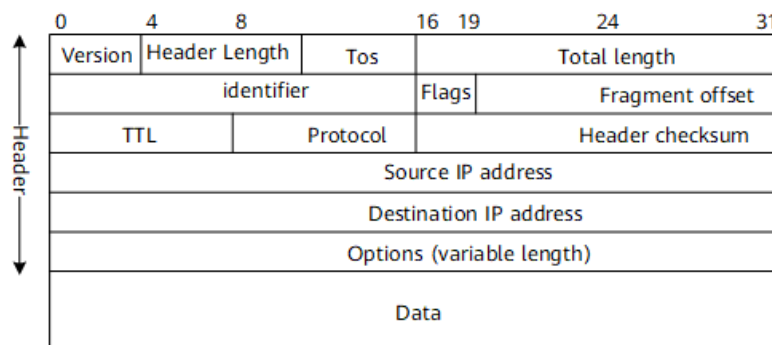 0 4 8 16 19 24 31
Version Header Length Tos Total length
identifier Flags Fragment offset
TTL Protocol Header checksum
Source IP address
Destination IP address
Options (variable length)
Data
Header